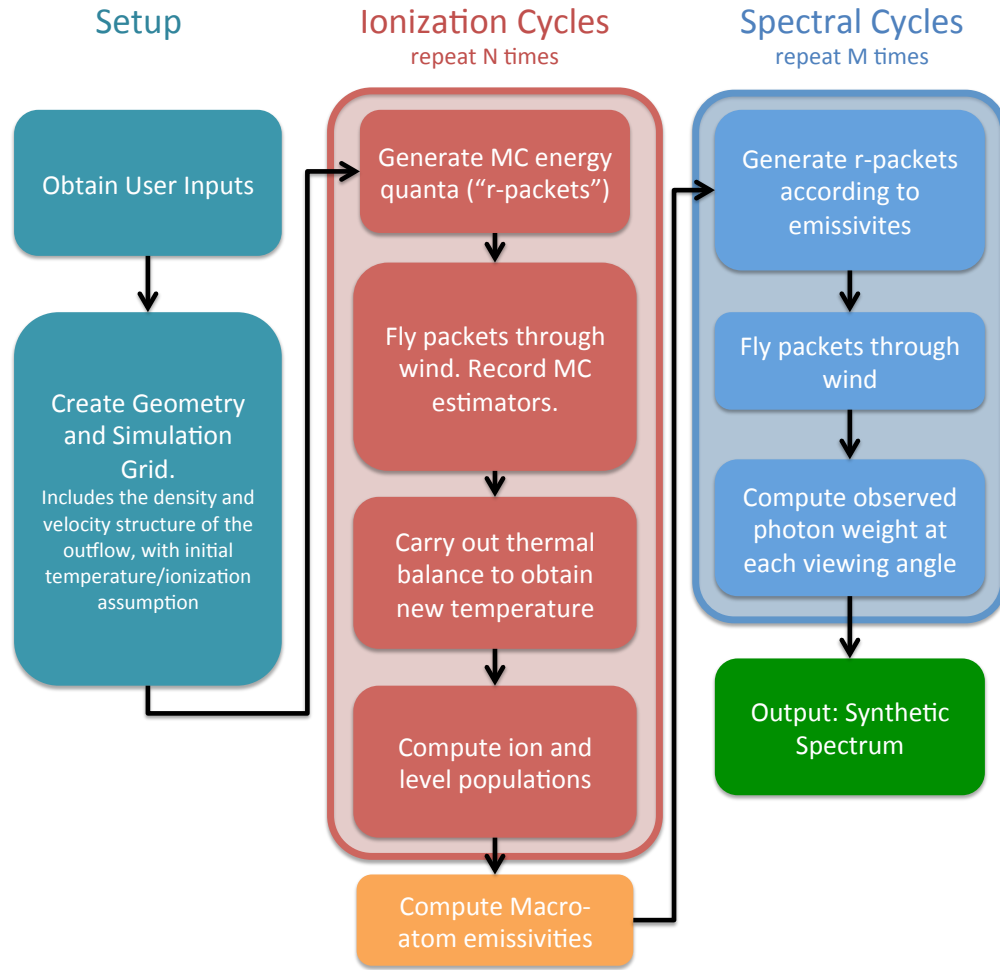 Setup
Obtain User Inputs
Create Geometry
and Simulation
Grid.
Includes the density and
velocity structure of the
outflow, with initial
temperature/ionization
assumption
Ionization Cycles
repeat N times
Generate MC energy
quanta (“r-packets”)
Fly packets through
wind. Record MC
estimators.
Carry out thermal
balance to obtain
new temperature
Compute ion and
level populations
Compute Macro-
atom emissivities
Spectral Cycles
repeat M times
Generate r-packets
according to
emissivites
Fly packets through
wind
Compute observed
photon weight at
each viewing angle
Output: Synthetic
Spectrum